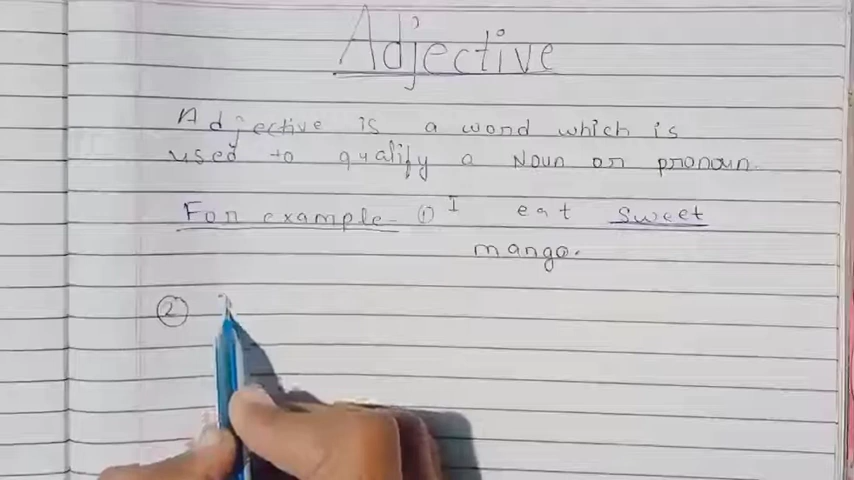 Adjective
Adjective is a word which is
used to qualify a Noun or pronoun.
For example- ① I eat Sweet
mango.
②